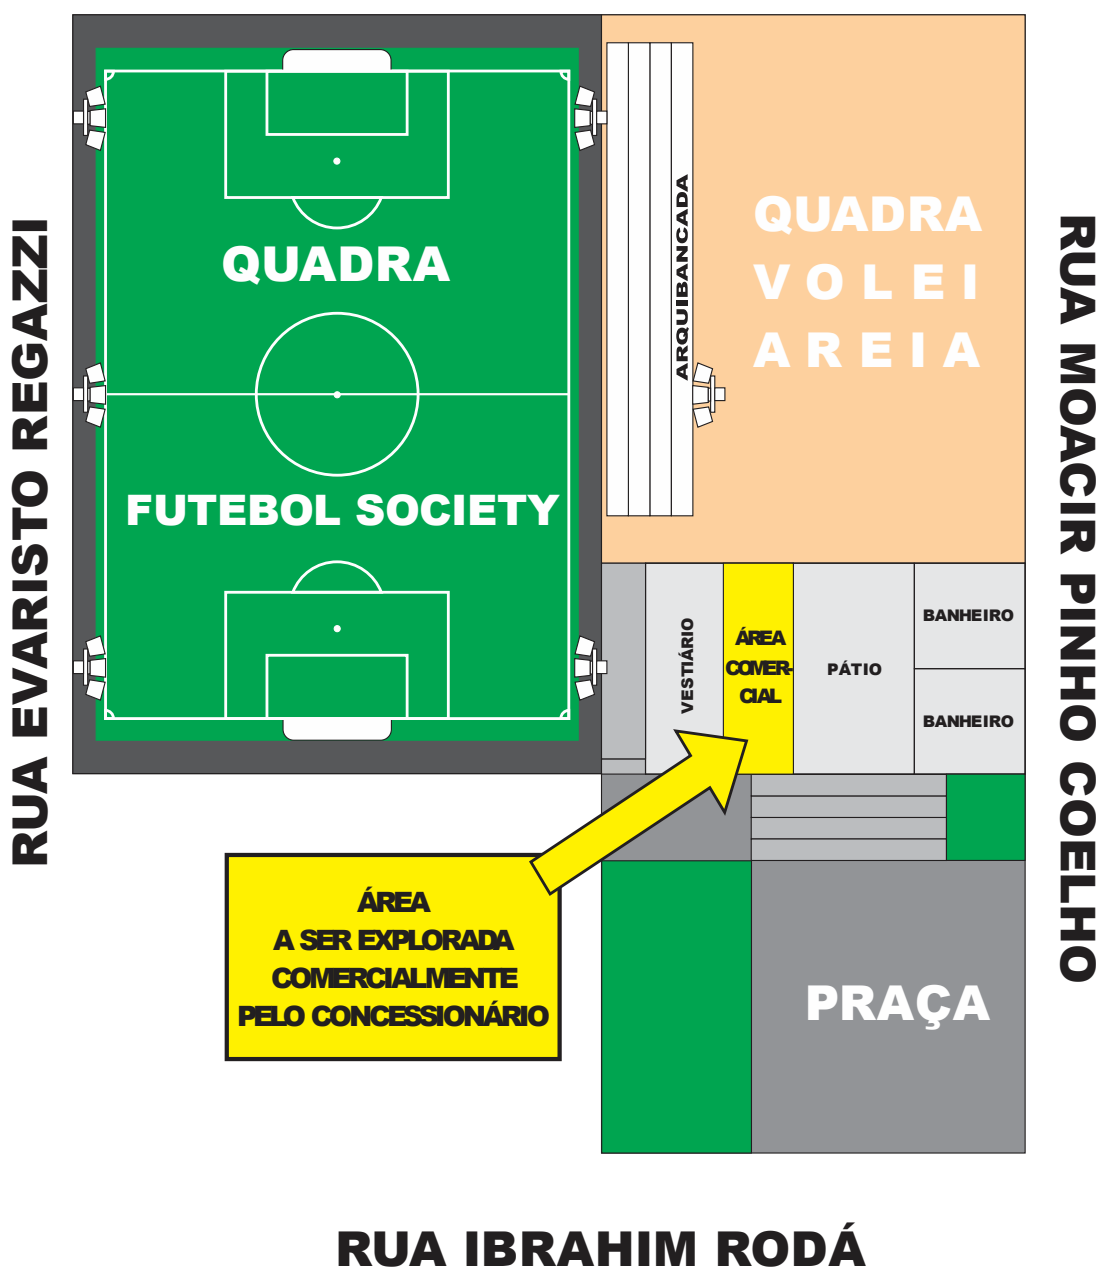 RUA EVARISTO REGAZZI
QUADRA
FUTEBOL SOCIETY
ARQUIBANCADA
QUADRA
VOLEI
AREIA
RUA MOACIR PINHO COELHO
VESTIÁRIO
ÁREA
COMER-
CIAL
PÁTIO
BANHEIRO
BANHEIRO
ÁREA
A SER EXPLORADA
COMERCIALMENTE
PELO CONCESSIONÁRIO
PRAÇA
RUA IBRAHIM RODÁ